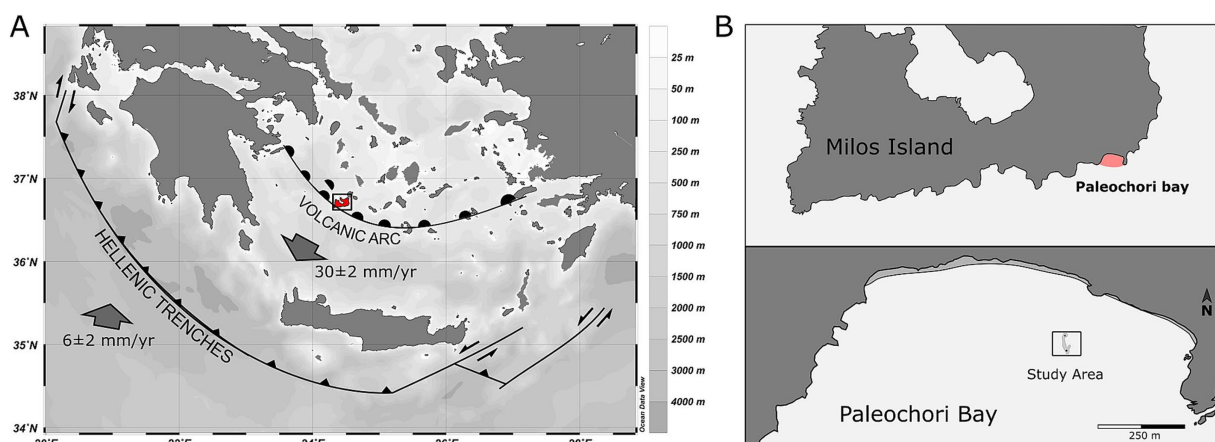 A
38°N
37°N
36°N
35°N
34°N
VOLCANIC ARC
30±2 mm/yr
HELLENIC TRENCHES
6±2 mm/yr
25 m
50 m
100 m
250 m
500 m
750 m
1000 m
1500 m
2000 m
2500 m
3000 m
4000 m
Ocean Data View
B
Milos Island
Paleochori bay
N
Study Area
Paleochori Bay
250 m